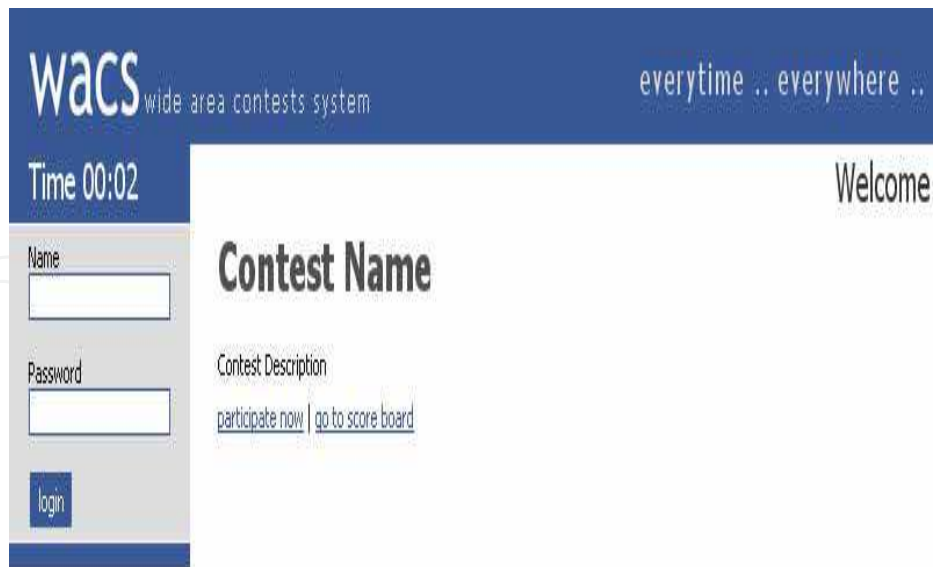 wacs wide area contests system
everytime .. everywhere ..
Time 00:02
Welcome
Name
Password
login
Contest Name
Contest Description
participate now | go to score board